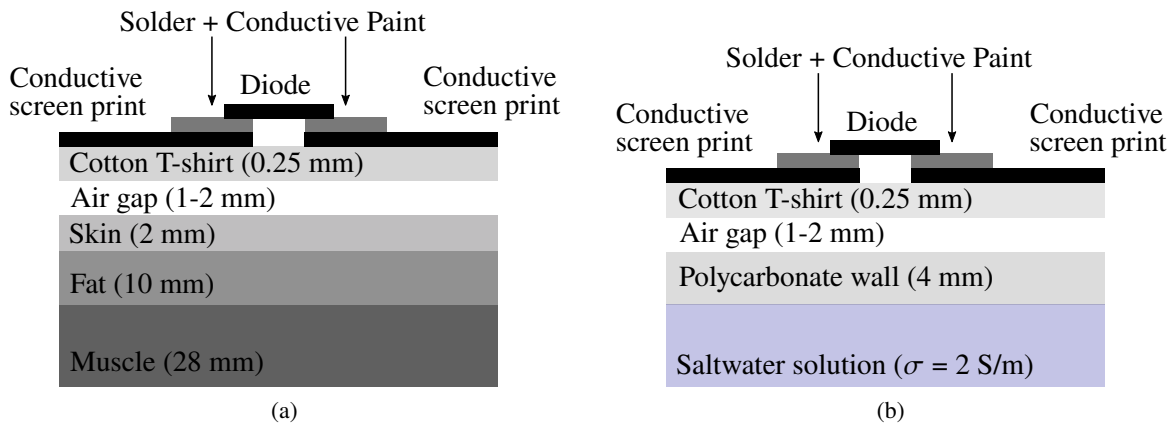 Solder + Conductive Paint
Conductive
screen print
Diode
Conductive
screen print
Cotton T-shirt (0.25 mm)
Air gap (1-2 mm)
Skin (2 mm)
Fat (10 mm)
Muscle (28 mm)
(a)
Solder + Conductive Paint
Conductive
screen print
Diode
Conductive
screen print
Cotton T-shirt (0.25 mm)
Air gap (1-2 mm)
Polycarbonate wall (4 mm)
Saltwater solution (σ = 2 S/m)
(b)